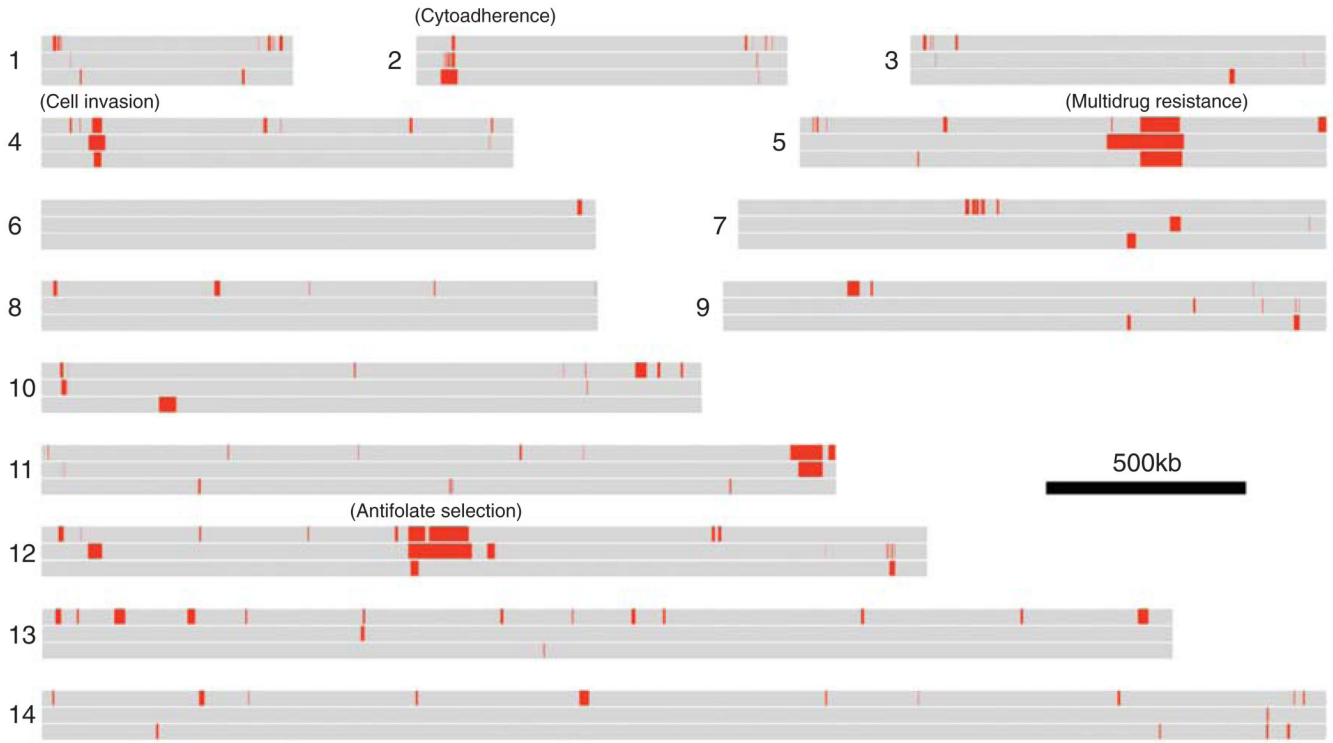 (Cytoadherence)
1
2
3
(Cell invasion)
(Multidrug resistance)
4
5
6
7
8
9
10
11
500kb
(Antifolate selection)
12
13
14